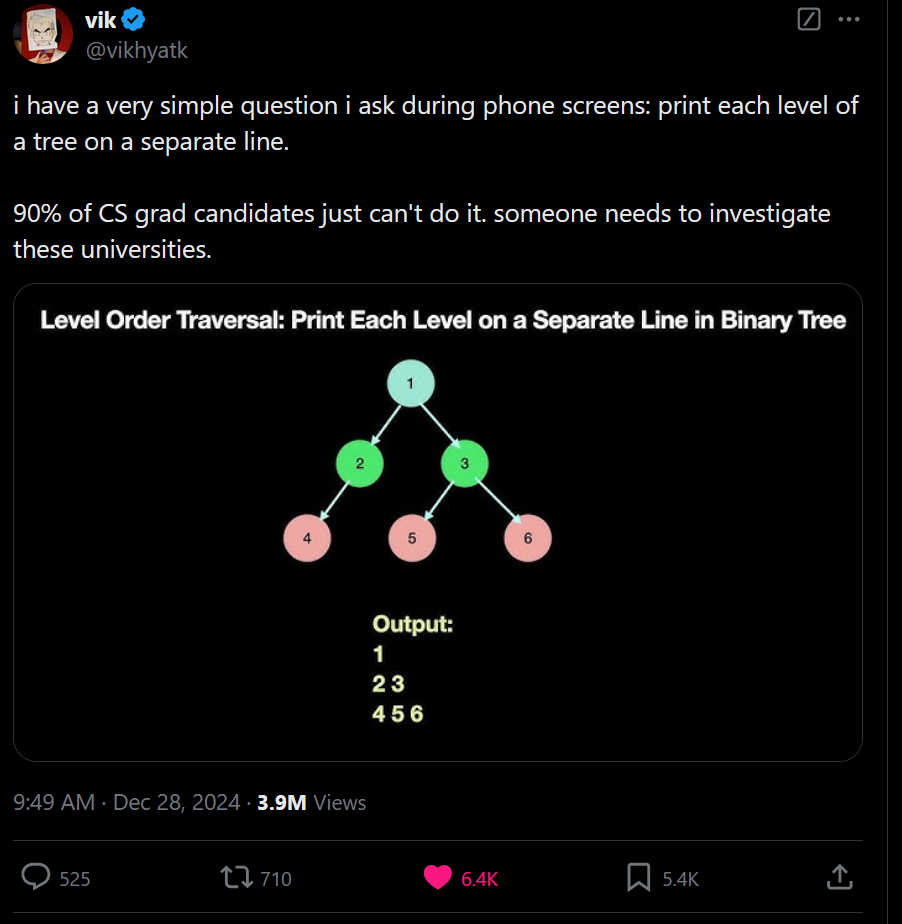 vik
@vikhyatk
i have a very simple question i ask during phone screens: print each level of
a tree on a separate line.
90% of CS grad candidates just can't do it. someone needs to investigate
these universities.
Level Order Traversal: Print Each Level on a Separate Line in Binary Tree
1
2 3
4 5 6
Output:
1
2 3
4 5 6
9:49 AM · Dec 28, 2024 · 3.9M Views
525 710 6.4K 5.4K